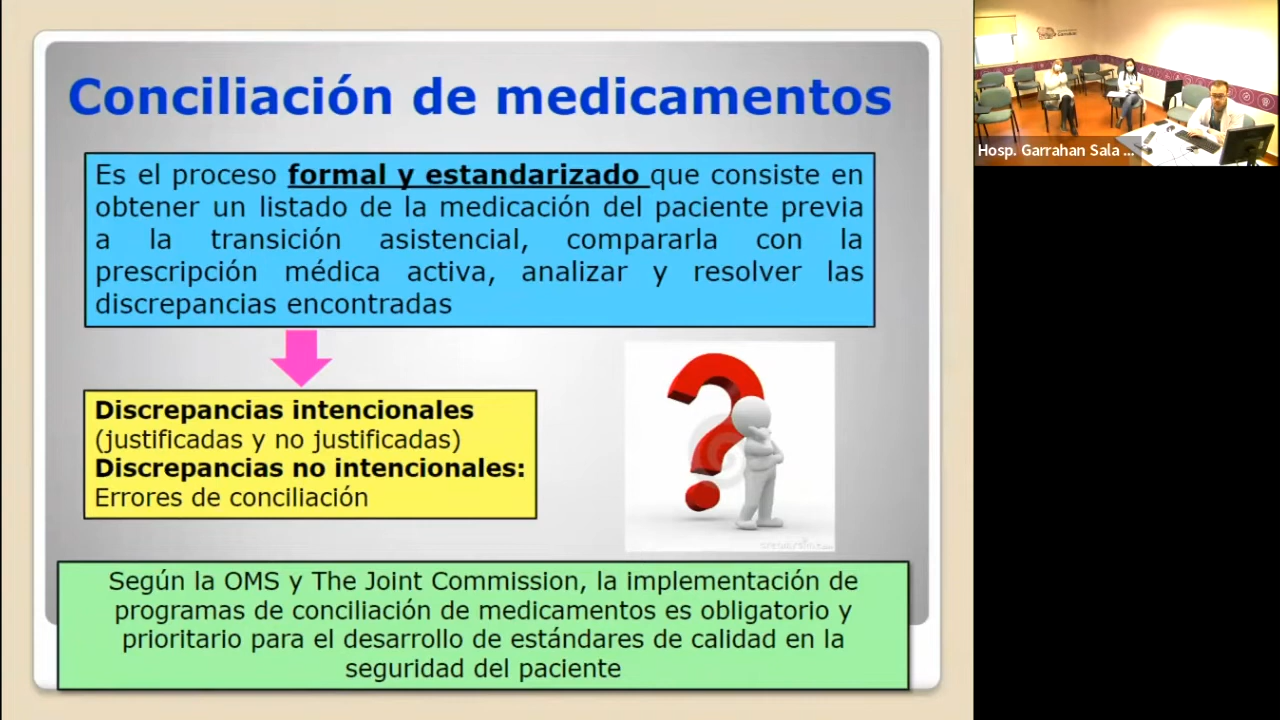 Conciliación de medicamentos
Es el proceso formal y estandarizado que consiste en
obtener un listado de la medicación del paciente previa
a la transición asistencial, compararla con la
prescripción médica activa, analizar y resolver las
discrepancias encontradas
Discrepancias intencionales
(justificadas y no justificadas)
Discrepancias no intencionales:
Errores de conciliación
Según la OMS y The Joint Commission, la implementación de
programas de conciliación de medicamentos es obligatorio y
prioritario para el desarrollo de estándares de calidad en la
seguridad del paciente
Hosp. Garrahan Sala ...